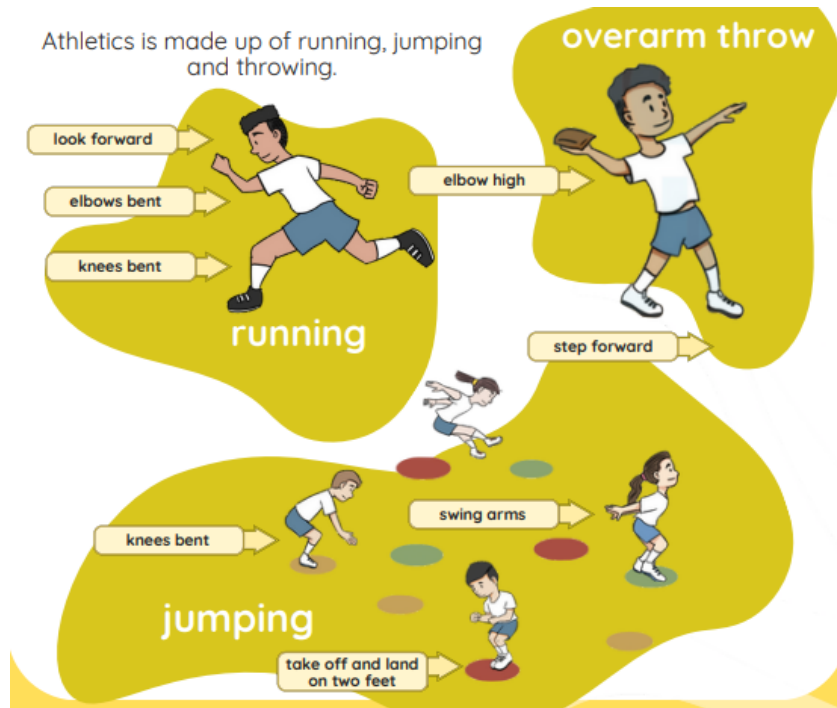 Athletics is made up of running, jumping
and throwing.
overarm throw
look forward
elbows bent
knees bent
running
elbow high
step forward
knees bent
swing arms
jumping
take off and land
on two feet